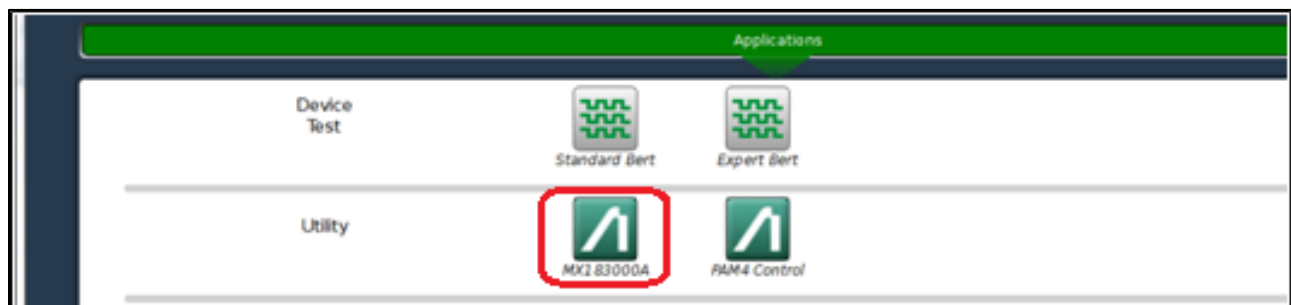 Applications
Device
Test
Standard Bert
Expert Bert
Utility
MX183000A
PAM4 Control